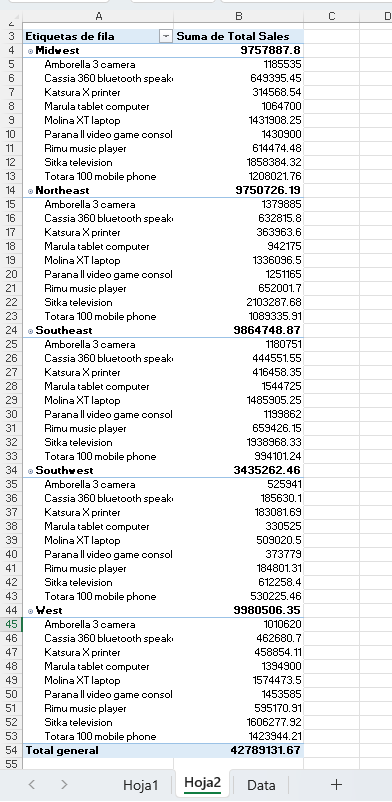 A B C D
3 Etiquetas de fila Suma de Total Sales
4 Midwest 9757887.8
5 Amborella 3 camera 1185535
6 Cassia 360 bluetooth speak 649395.45
7 Katsura X printer 314568.54
8 Marula tablet computer 1064700
9 Molina XT laptop 1431908.25
10 Parana II video game consol 1430900
11 Rimu music player 614474.48
12 Sitka television 1858384.32
13 Totara 100 mobile phone 1208021.76
14 Northeast 9750726.19
15 Amborella 3 camera 1379885
16 Cassia 360 bluetooth speak 632815.8
17 Katsura X printer 363963.6
18 Marula tablet computer 942175
19 Molina XT laptop 1336096.5
20 Parana II video game consol 1251165
21 Rimu music player 652001.7
22 Sitka television 2103287.68
23 Totara 100 mobile phone 1089335.91
24 Southeast 9864748.87
25 Amborella 3 camera 1180751
26 Cassia 360 bluetooth speak 444551.55
27 Katsura X printer 416458.35
28 Marula tablet computer 1544725
29 Molina XT laptop 1485905.25
30 Parana II video game consol 1199862
31 Rimu music player 659426.15
32 Sitka television 1938968.33
33 Totara 100 mobile phone 994101.24
34 Southwest 3435262.46
35 Amborella 3 camera 525941
36 Cassia 360 bluetooth speak 185630.1
37 Katsura X printer 183081.69
38 Marula tablet computer 330525
39 Molina XT laptop 509020.5
40 Parana II video game consol 373779
41 Rimu music player 184801.31
42 Sitka television 612258.4
43 Totara 100 mobile phone 530225.46
44 West 9980506.35
45 Amborella 3 camera 1010620
46 Cassia 360 bluetooth speak 462680.7
47 Katsura X printer 458854.11
48 Marula tablet computer 1394900
49 Molina XT laptop 1574473.5
50 Parana II video game consol 1453585
51 Rimu music player 595170.91
52 Sitka television 1606277.92
53 Totara 100 mobile phone 1423944.21
54 Total general 42789131.67
55
Hoja1 Hoja2 Data +